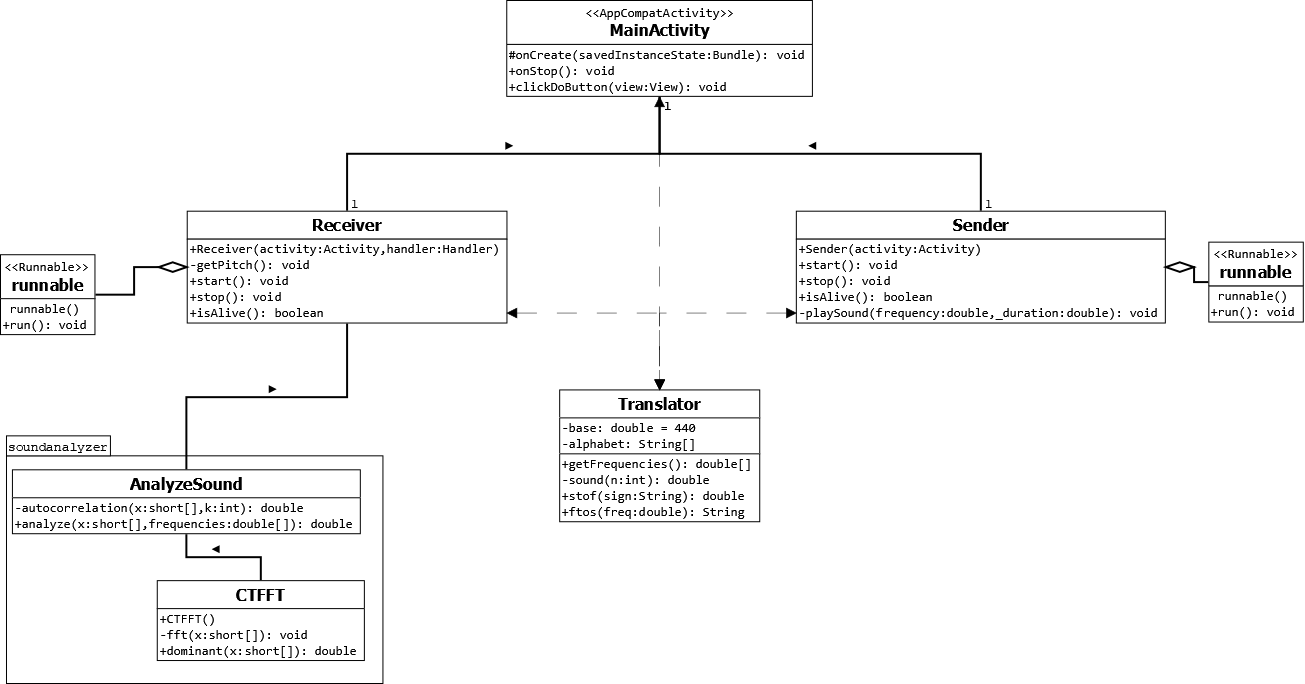 <<AppCompatActivity>>
MainActivity
#onCreate(savedInstanceState:Bundle): void
+onStop(): void
+clickDoButton(view:View): void
1
1
1
Receiver
+Receiver(activity:Activity,handler:Handler)
-getPitch(): void
+start(): void
+stop(): void
+isAlive(): boolean
Sender
+Sender(activity:Activity)
+start(): void
+stop(): void
+isAlive(): boolean
-playSound(frequency:double,_duration:double): void
<<Runnable>>
runnable
runnable()
+run(): void
<<Runnable>>
runnable
runnable()
+run(): void
Translator
-base: double = 440
-alphabet: String[]
+getFrequencies(): double[]
-sound(n:int): double
+stof(sign:String): double
+ftos(freq:double): String
soundanalyzer
AnalyzeSound
-autocorrelation(x:short[],k:int): double
+analyze(x:short[],frequencies:double[]): double
CTFFT
+CTFFT()
-fft(x:short[]): void
+dominant(x:short[]): double